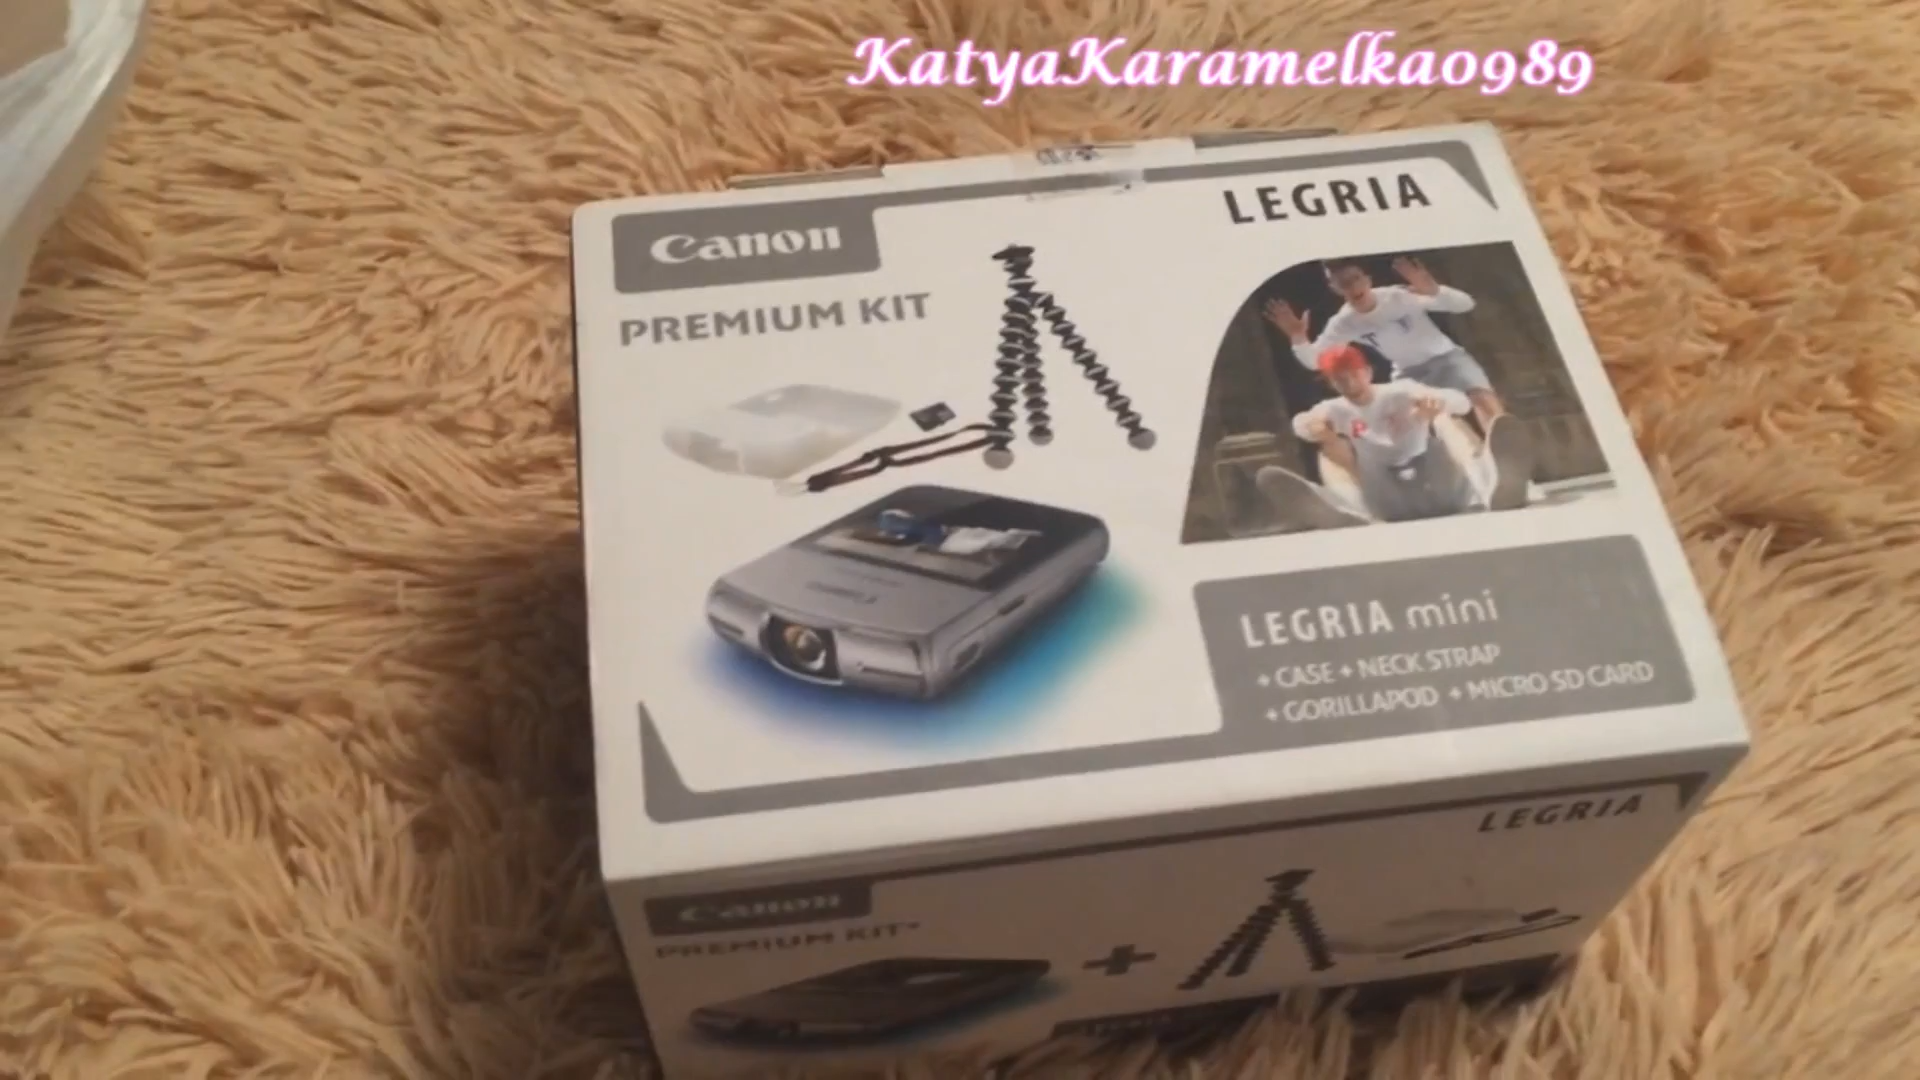 KatyaKaramelka0989
LEGRIA
Canon
PREMIUM KIT
LEGRIA mini
+ CASE + NECK STRAP
+ GORILLAPOD + MICRO SD CARD
LEGRIA
Canon
PREMIUM KIT
+